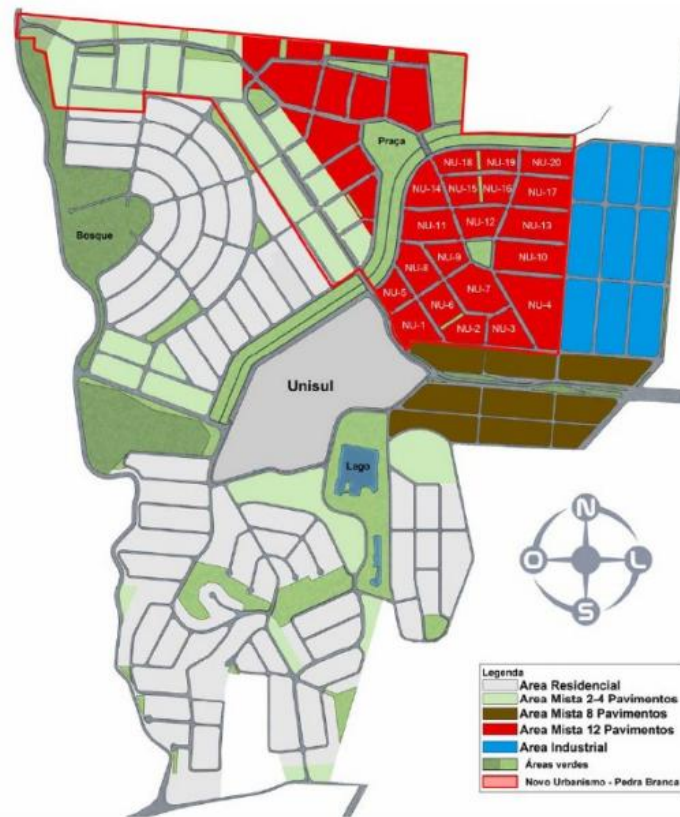 Praça
NU-18 NU-19 NU-20
NU-14 NU-15 NU-16 NU-17
NU-11 NU-12 NU-13
Bosque
NU-9 NU-10
NU-8
NU-7
NU-5 NU-6 NU-4
NU-1 NU-2 NU-3
Unisul
Lago
N
O L
S
Legenda
Area Residencial
Area Mista 2-4 Pavimentos
Area Mista 8 Pavimentos
Area Mista 12 Pavimentos
Area Industrial
Áreas verdes
Novo Urbanismo - Pedra Branca